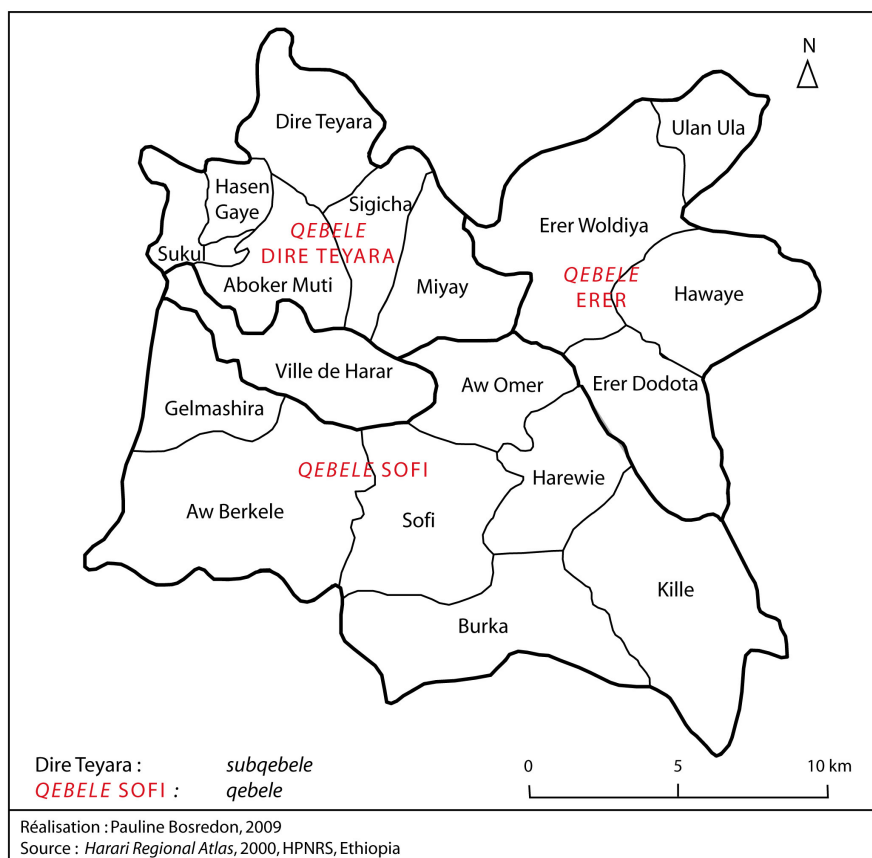 N
Dire Teyara
Ulan Ula
Hasen
Gaye
Sigicha
Erer Woldiya
QEBELE
DIRE TEYARA
Sukul
Aboker Muti
Miyay
QEBELE
ERER
Hawaye
Ville de Harar
Aw Omer
Erer Dodota
Gelmashira
QEBELE SOFI
Harewie
Aw Berkele
Sofi
Kille
Burka
Dire Teyara : subqebele
QEBELE SOFI : qebele
0 5 10 km
Réalisation : Pauline Bosredon, 2009
Source : Harari Regional Atlas, 2000, HPNRS, Ethiopia